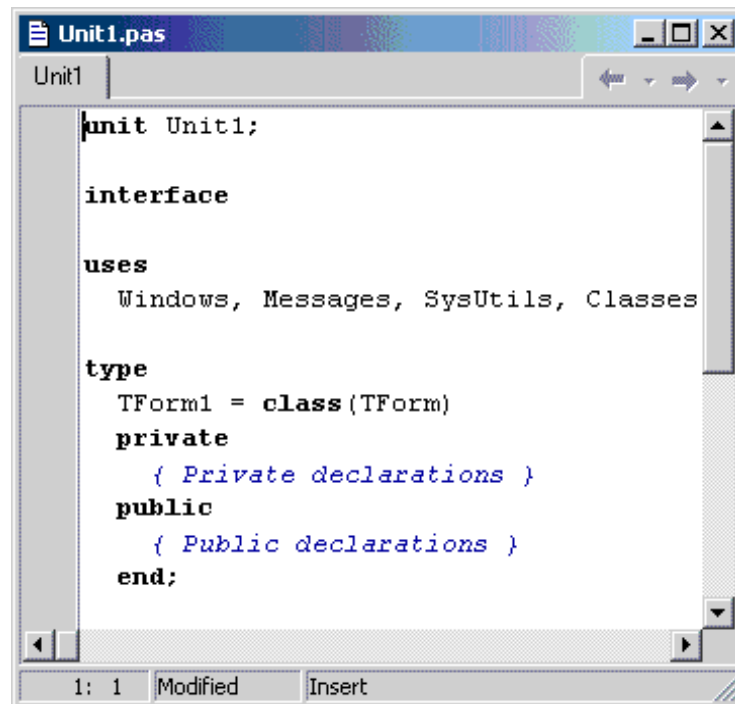 Unit1.pas
Unit1
unit Unit1;
interface
uses
Windows, Messages, SysUtils, Classes
type
TForm1 = class(TForm)
private
{ Private declarations }
public
{ Public declarations }
end;
1: 1 Modified Insert